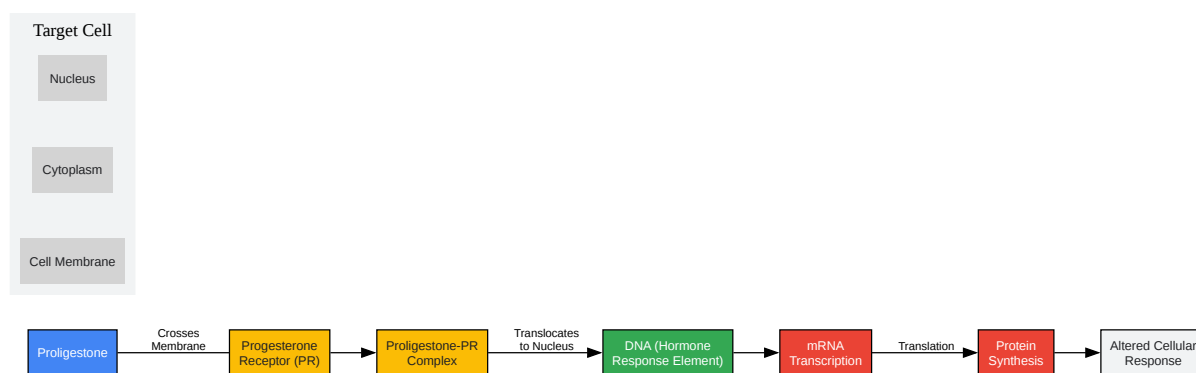 Target Cell
Nucleus
Cytoplasm
Cell Membrane
Proligestone
Crosses
Membrane
Progesterone
Receptor (PR)
Proligestone-PR
Complex
Translocates
to Nucleus
DNA (Hormone
Response Element)
mRNA
Transcription
Translation
Protein
Synthesis
Altered Cellular
Response